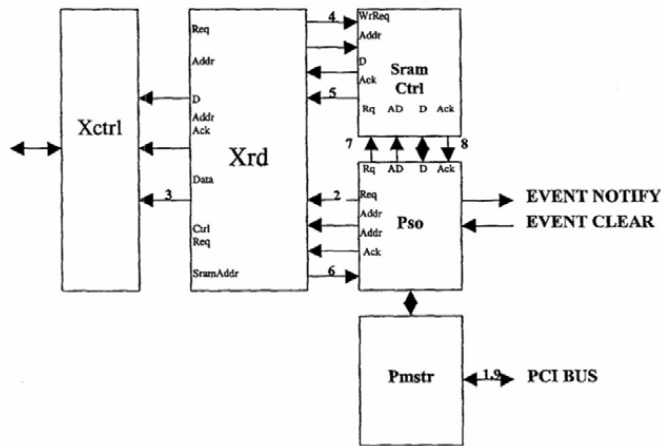 Xctrl
Req
Addr
D
Addr
Ack
Xrd
Data
Ctrl
Req
SramAddr
3
4
5
WrReq
Addr
D
Ack
Sram
Ctrl
Rq AD D Ack
7
8
Rq AD D Ack
2
Req
Addr
Addr
Ack
Pso
6
EVENT NOTIFY
EVENT CLEAR
Pmstr
1,9
PCI BUS